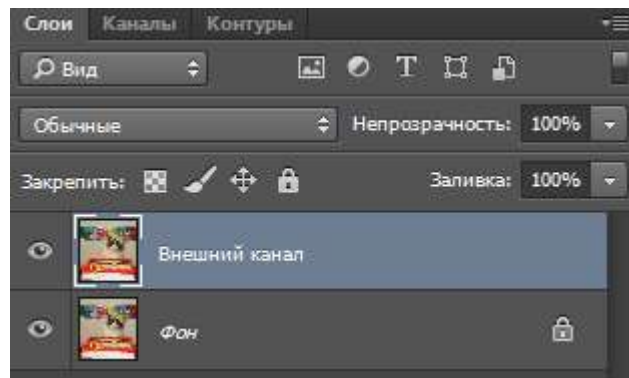 Слои Каналы Контуры
Вид T
Обычные Непрозрачность: 100%
Закрепить: Заливка: 100%
Внешний канал
Фон